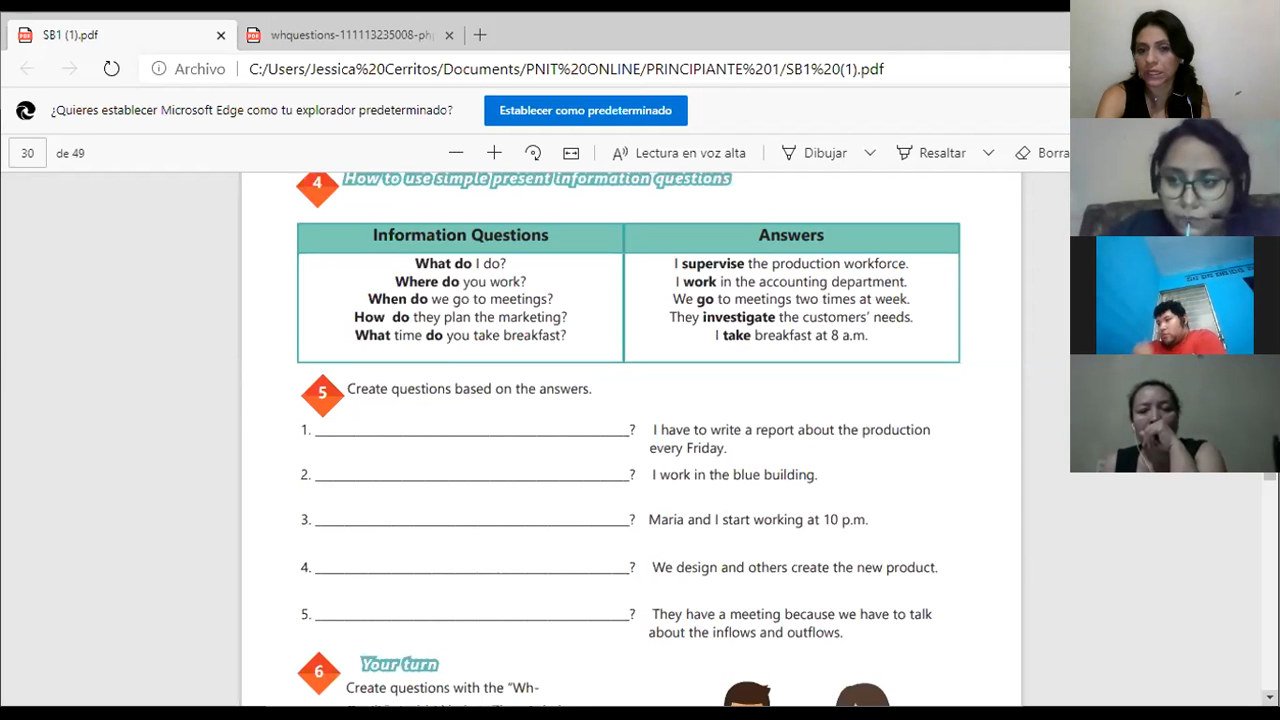 SB1 (1).pdf
whquestions-111113235008-ph
Archivo
C:/Users/Jessica%20Cerritos/Documents/PNIT%20ONLINE/PRINCIPIANTE%201/SB1%20(1).pdf
¿Quieres establecer Microsoft Edge como tu explorador predeterminado?
Establecer como predeterminado
30 de 49
Lectura en voz alta
Dibujar
Resaltar
Borra
4 How to use simple present information questions
Information Questions
What do I do?
Where do you work?
When do we go to meetings?
How do they plan the marketing?
What time do you take breakfast?
Answers
I supervise the production workforce.
I work in the accounting department.
We go to meetings two times at week.
They investigate the customers’ needs.
I take breakfast at 8 a.m.
5 Create questions based on the answers.
1. ______________________________________? I have to write a report about the production
every Friday.
2. ______________________________________? I work in the blue building.
3. ______________________________________? Maria and I start working at 10 p.m.
4. ______________________________________? We design and others create the new product.
5. ______________________________________? They have a meeting because we have to talk
about the inflows and outflows.
6 Your turn
Create questions with the “Wh-